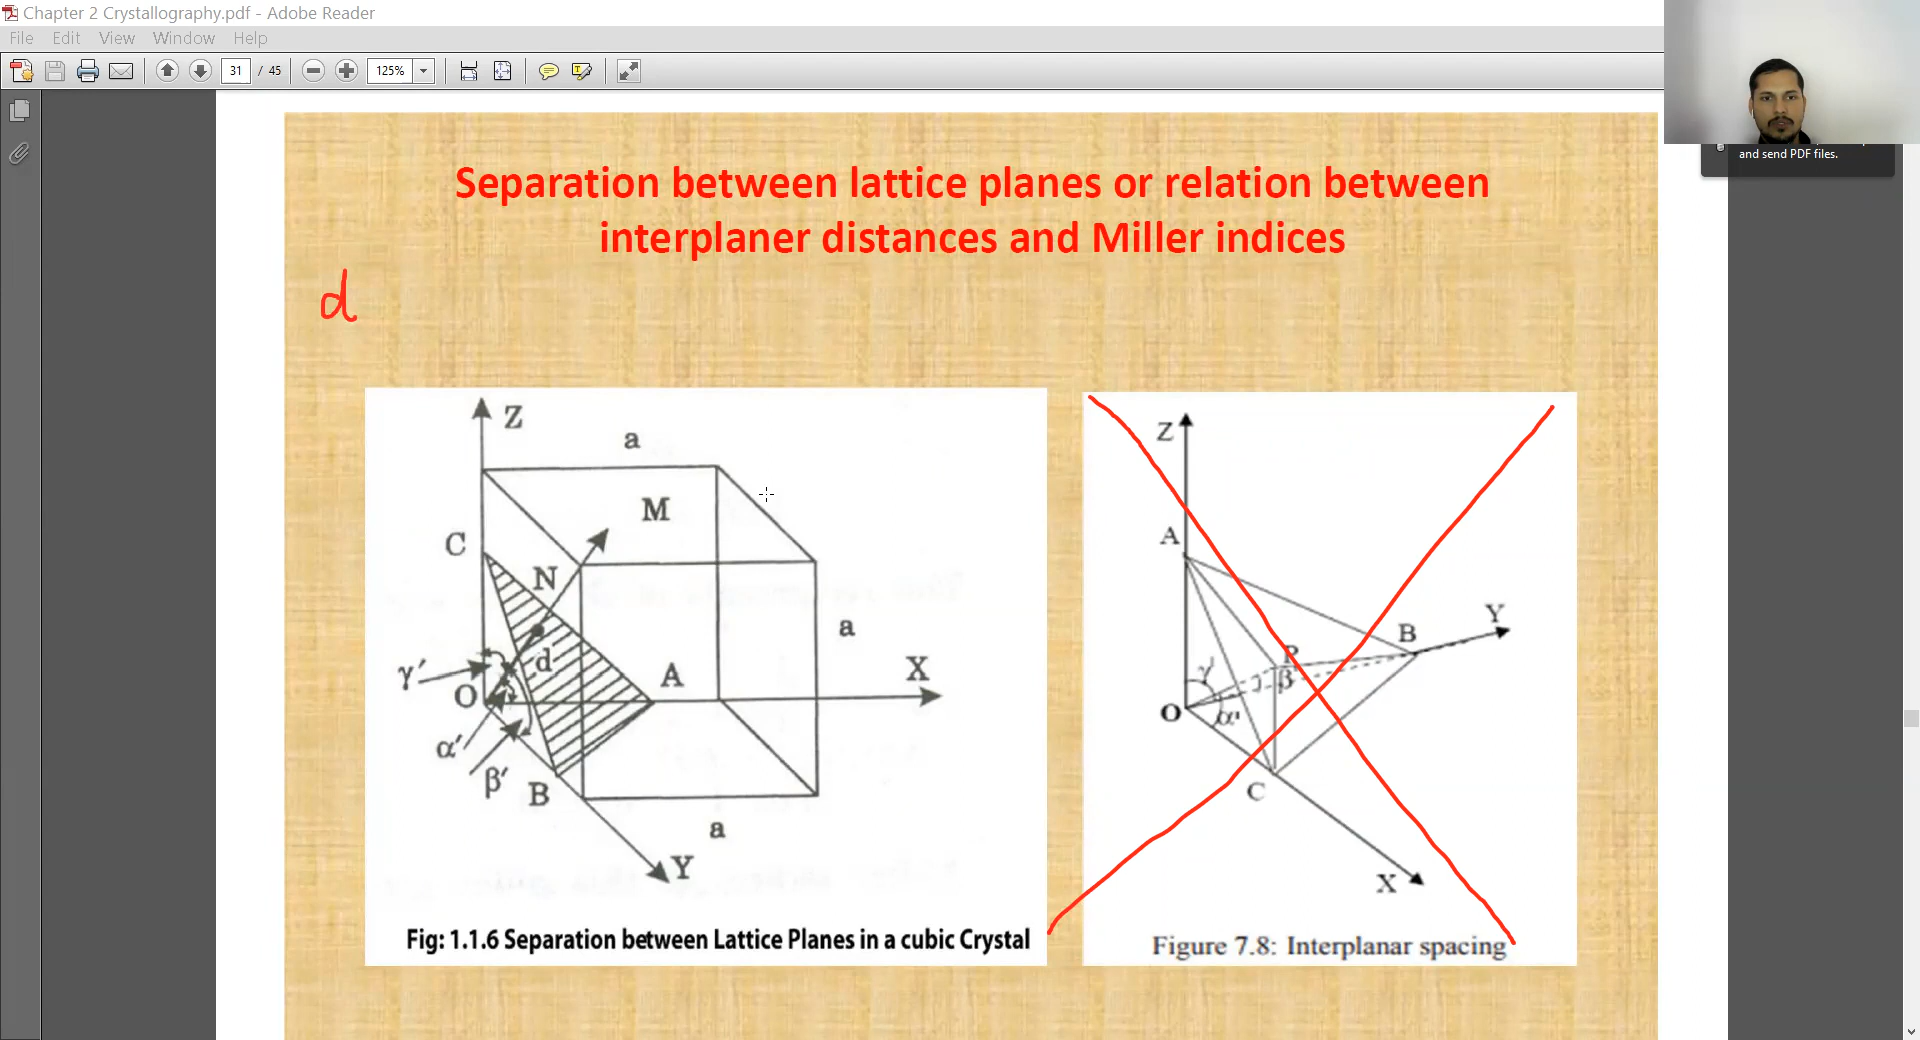 Chapter 2 Crystallography.pdf - Adobe Reader
File Edit View Window Help
31 / 45 125%
and send PDF files.
Separation between lattice planes or relation between
interplaner distances and Miller indices
d
Z
a
M
C
N
a
γ′
d
A
X
O
α′
β′
B
a
Y
Fig: 1.1.6 Separation between Lattice Planes in a cubic Crystal
Z
A
Y
B
P
γ'
β'
O
α'
C
X
Figure 7.8: Interplanar spacing